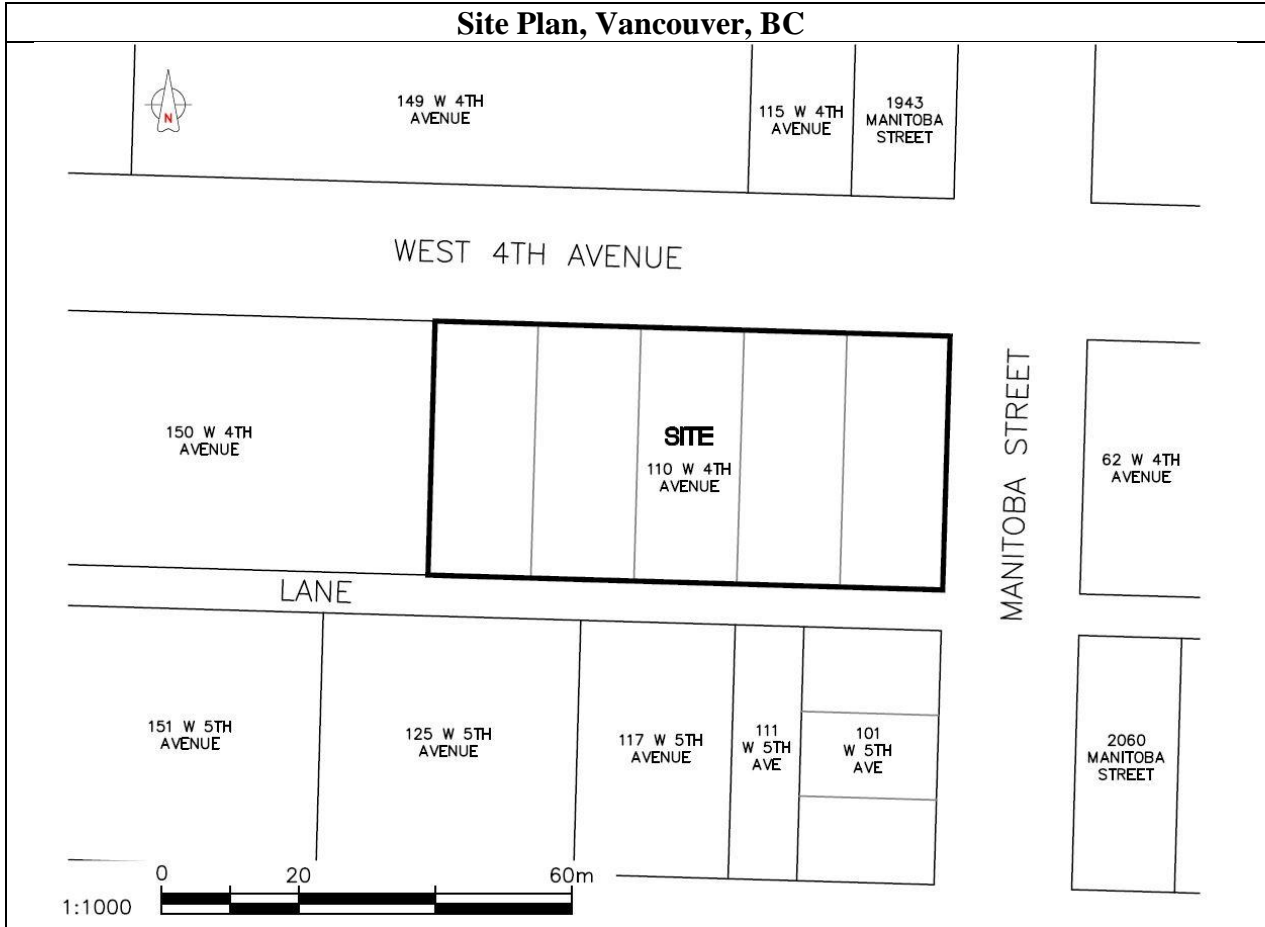 Site Plan, Vancouver, BC
N
149 W 4TH
AVENUE
115 W 4TH
AVENUE
1943
MANITOBA
STREET
WEST 4TH AVENUE
150 W 4TH
AVENUE
SITE
110 W 4TH
AVENUE
MANITOBA STREET
62 W 4TH
AVENUE
LANE
151 W 5TH
AVENUE
125 W 5TH
AVENUE
117 W 5TH
AVENUE
111
W 5TH
AVE
101
W 5TH
AVE
2060
MANITOBA
STREET
0 20 60m
1:1000